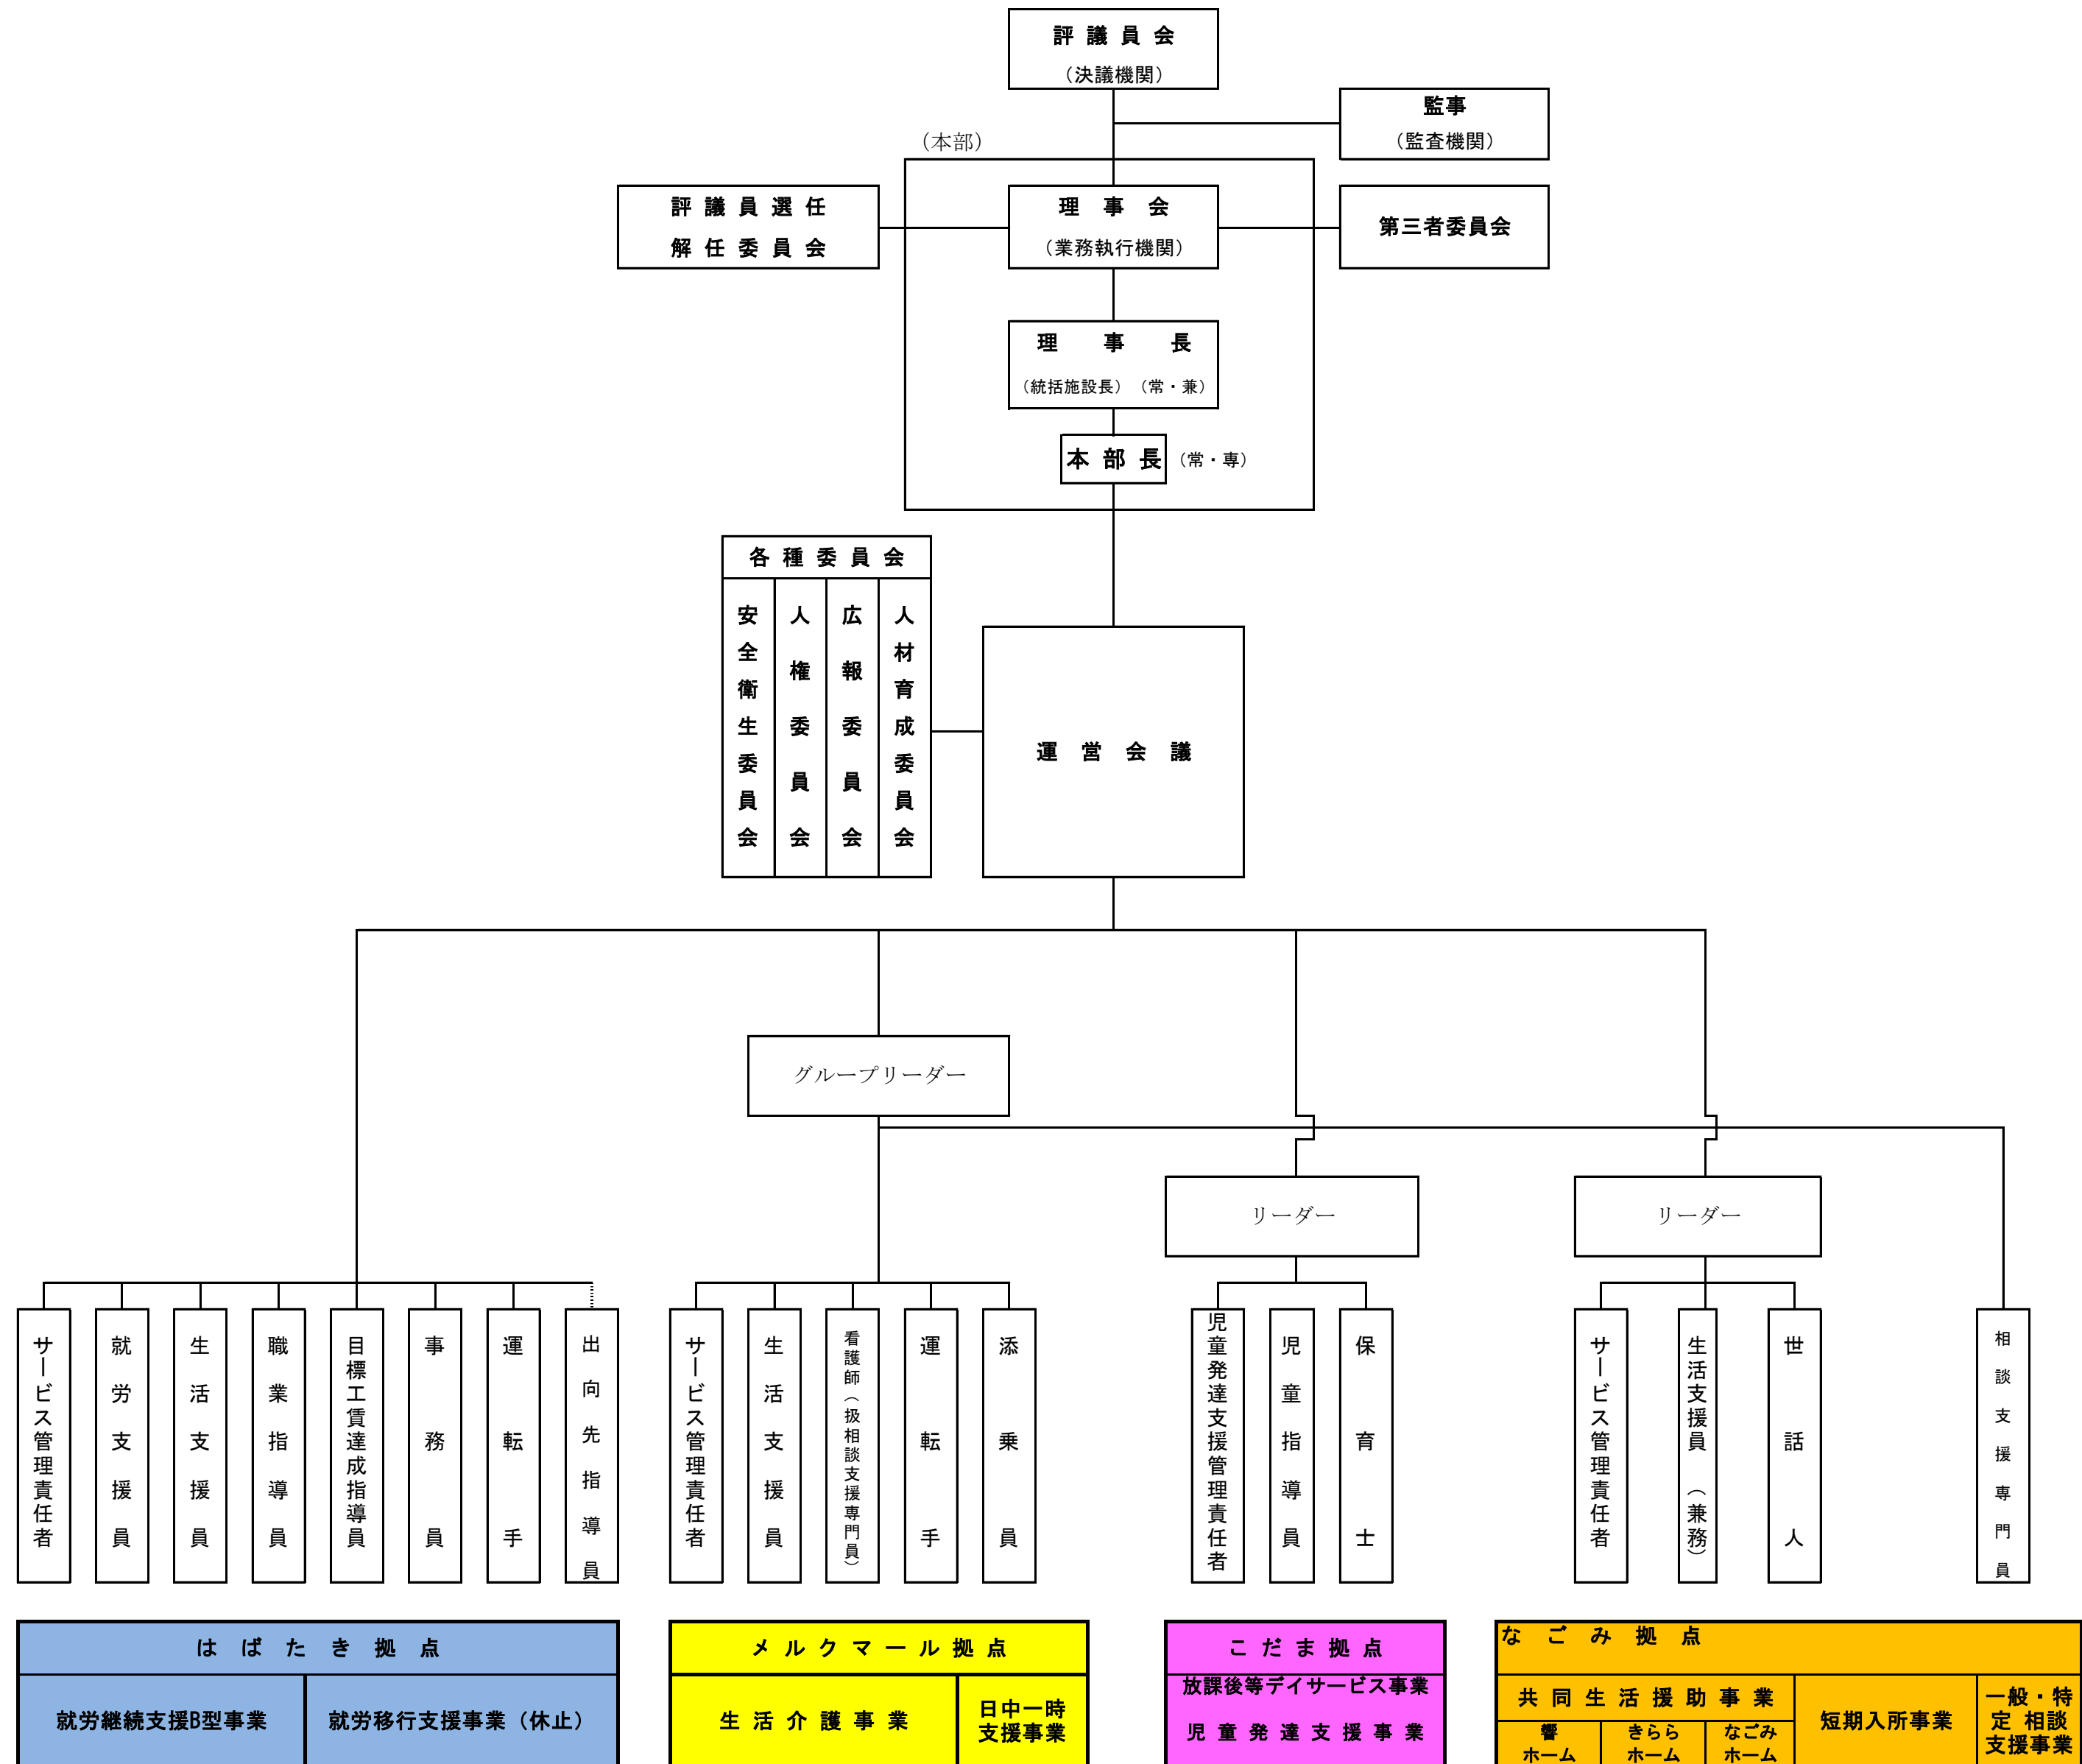 評議員会
（決議機関）
監事
（監査機関）
（本部）
評議員選任
解任委員会
理事会
（業務執行機関）
第三者委員会
理事長
（統括施設長）（常・兼）
本部長
（常・専）
各種委員会
安全衛生委員会
人権委員会
広報委員会
人材育成委員会
運営会議
グループリーダー
リーダー
リーダー
サービス管理責任者
就労支援員
生活支援員
職業指導員
目標工賃達成指導員
事務員
運転手
出向先指導員
サービス管理責任者
生活支援員
看護師（扱相談支援専門員）
運転手
添乗員
児童発達支援管理責任者
児童指導員
保育士
サービス管理責任者
生活支援員（兼務）
世話人
相談支援専門員
はばたき拠点
就労継続支援B型事業
就労移行支援事業（休止）
メルクマール拠点
生活介護事業
日中一時
支援事業
こだま拠点
放課後等デイサービス事業
児童発達支援事業
なごみ拠点
共同生活援助事業
響
ホーム
きらら
ホーム
なごみ
ホーム
短期入所事業
一般・特
定 相談
支援事業